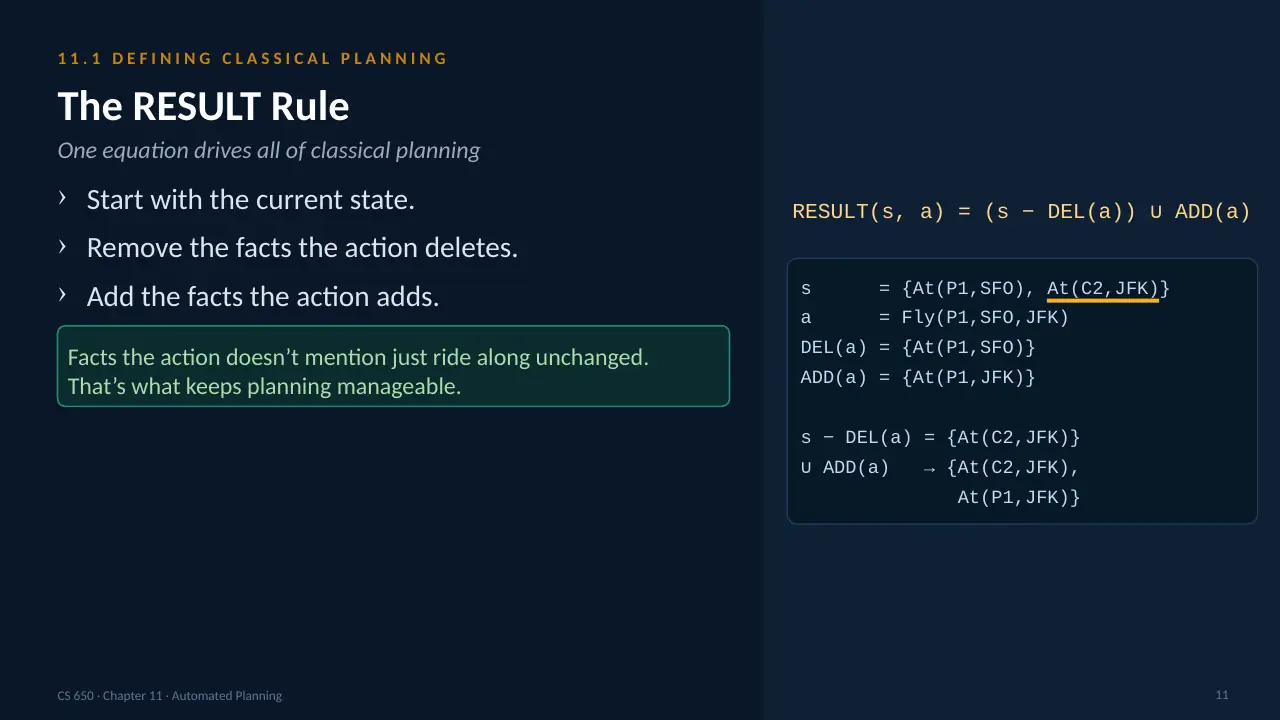 11.1 DEFINING CLASSICAL PLANNING
The RESULT Rule
One equation drives all of classical planning
› Start with the current state.
› Remove the facts the action deletes.
› Add the facts the action adds.
Facts the action doesn’t mention just ride along unchanged.
That’s what keeps planning manageable.
RESULT(s, a) = (s − DEL(a)) ∪ ADD(a)
s      = {At(P1,SFO), At(C2,JFK)}
a      = Fly(P1,SFO,JFK)
DEL(a) = {At(P1,SFO)}
ADD(a) = {At(P1,JFK)}
s − DEL(a) = {At(C2,JFK)}
∪ ADD(a)   → {At(C2,JFK),
              At(P1,JFK)}
CS 650 · Chapter 11 · Automated Planning
11